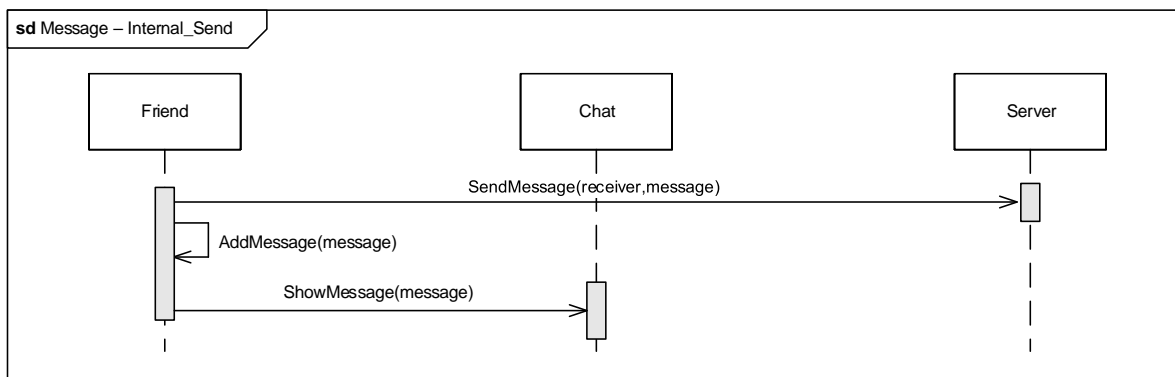 sd Message – Internal_Send
Friend
Chat
Server
SendMessage(receiver,message)
AddMessage(message)
ShowMessage(message)